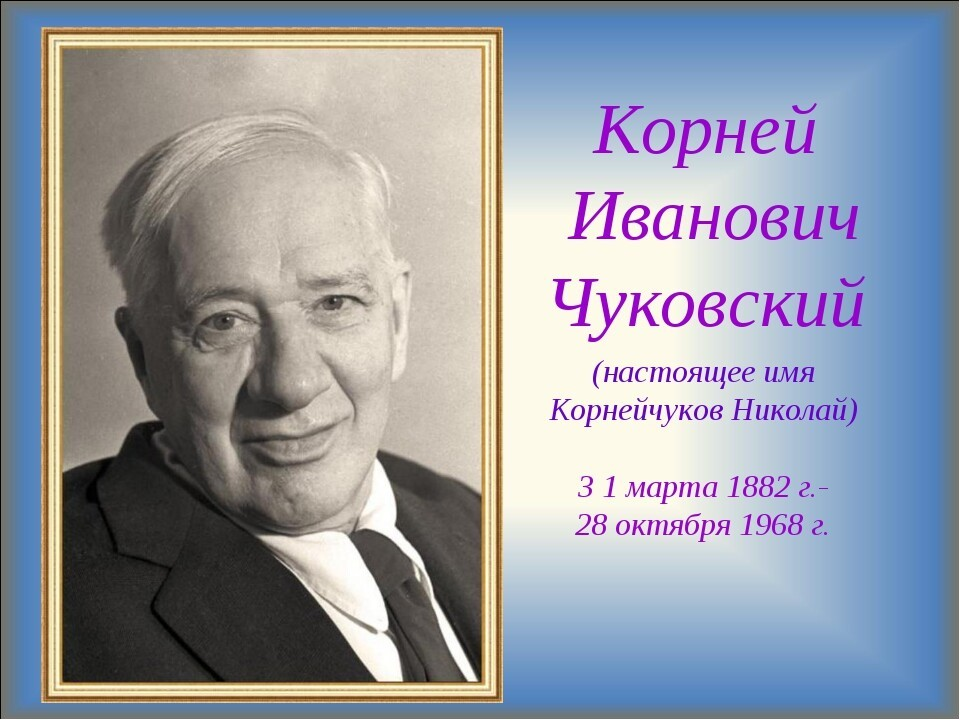 Корней
Иванович
Чуковский
(настоящее имя
Корнейчуков Николай)
3 1 марта 1882 г.-
28 октября 1968 г.